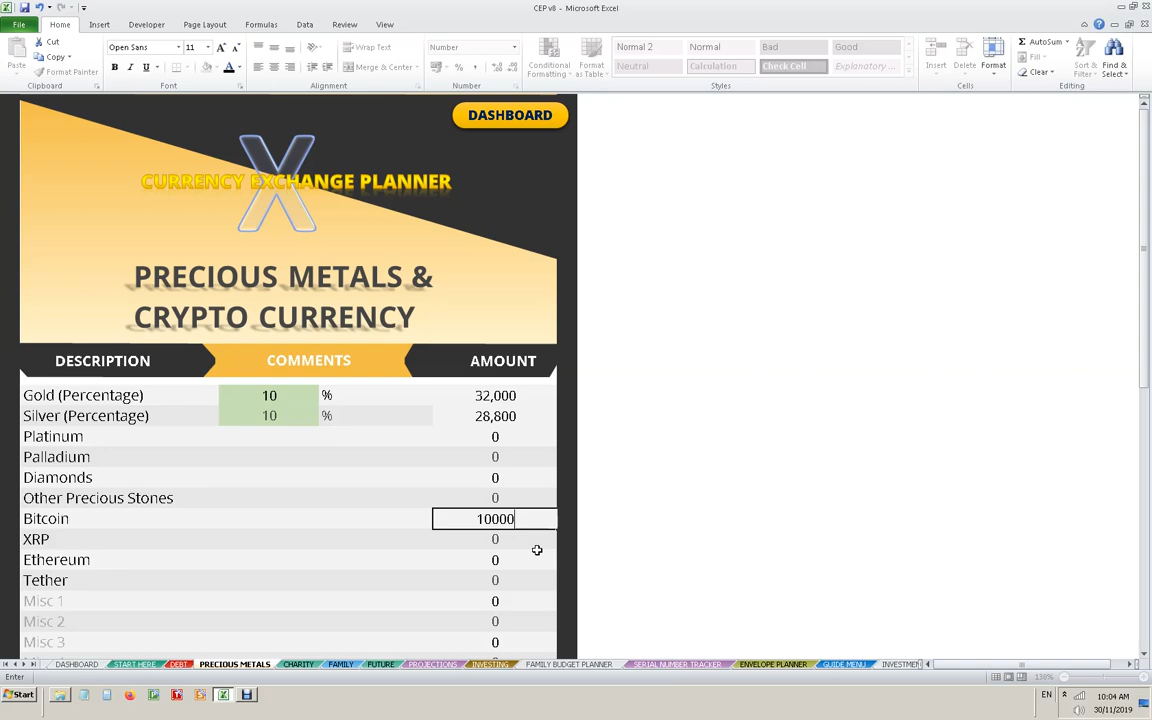 CEP v8 - Microsoft Excel
File Home Insert Developer Page Layout Formulas Data Review View
Cut
Copy
Format Painter
Paste
Open Sans 11
Wrap Text
Merge & Center
Number
Conditional Formatting
Format as Table
Normal 2 Normal Bad Good
Neutral Calculation Check Cell Explanatory ...
Insert Delete Format
AutoSum
Fill
Clear
Sort & Filter
Find & Select
Clipboard Font Alignment Number Styles Cells Editing
DASHBOARD
X
CURRENCY EXCHANGE PLANNER
PRECIOUS METALS &
CRYPTO CURRENCY
DESCRIPTION COMMENTS AMOUNT
Gold (Percentage) 10 % 32,000
Silver (Percentage) 10 % 28,800
Platinum 0
Palladium 0
Diamonds 0
Other Precious Stones 0
Bitcoin 10000
XRP 0
Ethereum 0
Tether 0
Misc 1 0
Misc 2 0
Misc 3 0
DASHBOARD START HERE DEBT PRECIOUS METALS CHARITY FAMILY FUTURE PROJECTIONS INVESTING FAMILY BUDGET PLANNER SERIAL NUMBER TRACKER ENVELOPE PLANNER GUIDE MENU INVESTMEN
Enter 130%
Start EN 10:04 AM
30/11/2019